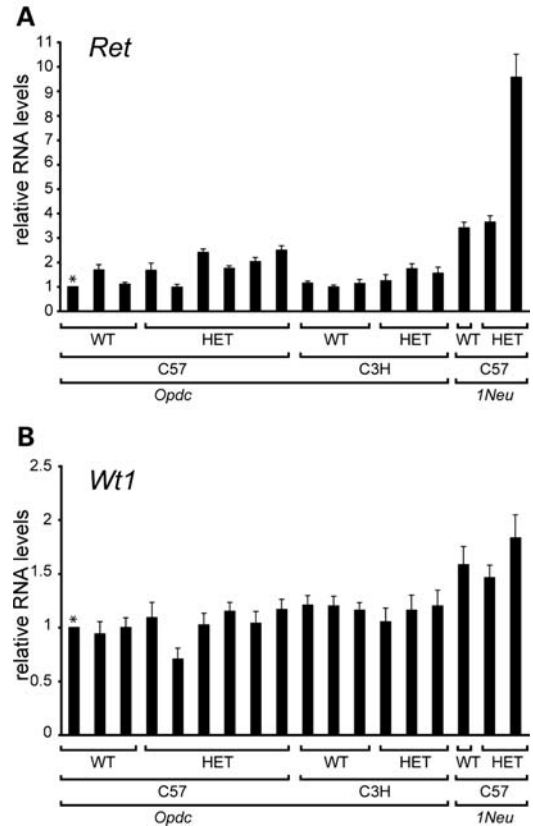 A
Ret
relative RNA levels
11
10
9
8
7
6
5
4
3
2
1
0
*
WT HET WT HET WT HET
C57 C3H C57
Opdc 1Neu
B
Wt1
relative RNA levels
2.5
2
1.5
1
0.5
0
*
WT HET WT HET WT HET
C57 C3H C57
Opdc 1Neu